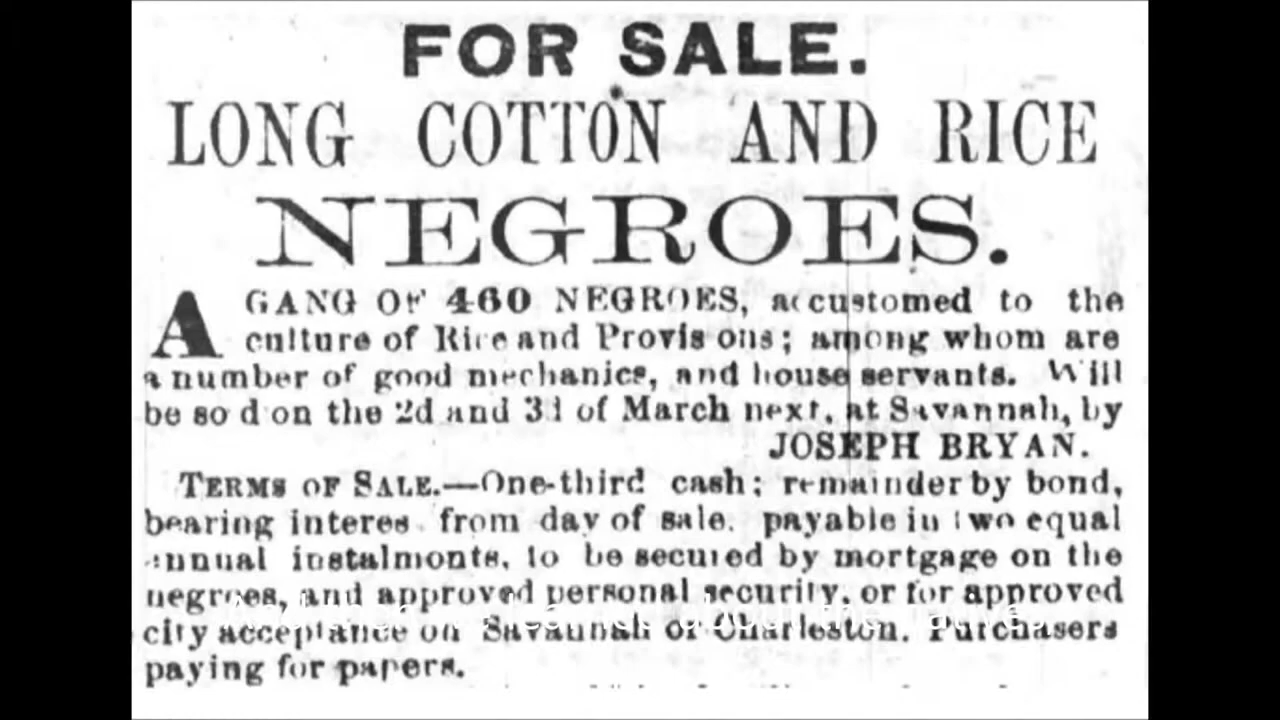 FOR SALE.
LONG COTTON AND RICE
NEGROES.
A GANG OF 460 NEGROES, accustomed to the
culture of Rice and Provisions; among whom are
a number of good mechanics, and house servants. Will
be sold on the 2d and 3d of March next, at Savannah, by
JOSEPH BRYAN.
TERMS OF SALE.—One-third cash; remainder by bond,
bearing interest from day of sale, payable in two equal
annual instalments, to be secured by mortgage on the
negroes, and approved personal security, or for approved
city acceptance on Savannah or Charleston. Purchasers
paying for papers.